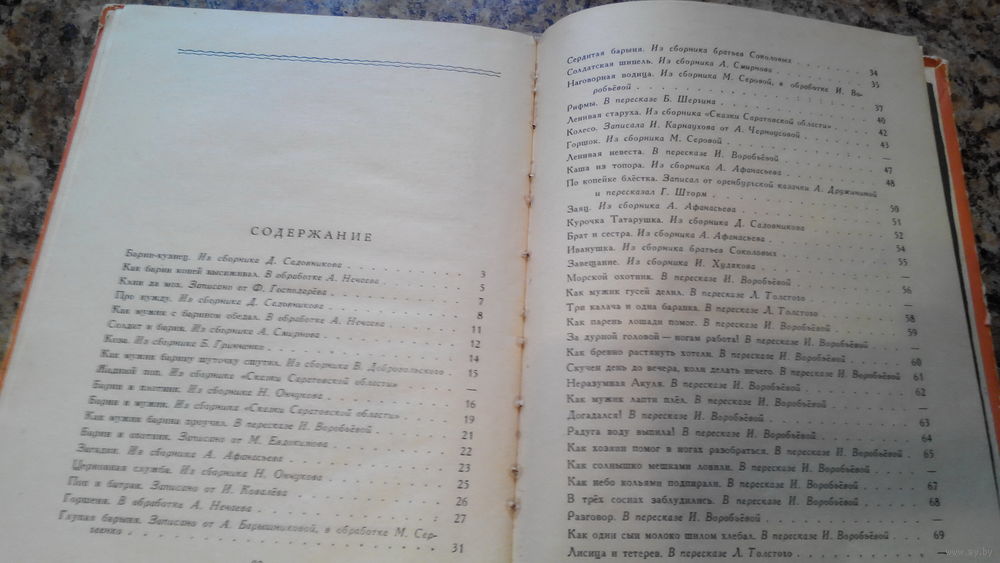 СОДЕРЖАНИЕ
Барин-кузнец. Из сборника Д. Садовникова . . . 3
Как барин коней высиживал. В обработке А. Нечаева . . . 5
Клад да мох. Записано от Ф. Господарёва . . . 7
Про нужду. Из сборника Д. Садовникова . . . 8
Как мужик с барином обедал. В обработке А. Нечаева . . . 11
Солдат и барин. Из сборника А. Смирнова . . . 12
Коза. Из сборника Б. Гринченко . . . 14
Как мужик барину шуточку спутил. Из сборника В. Добровольского . 15
Жадный поп. Из сборника «Сказки Саратовской области» . . . —
Барин и плотник. Из сборника Н. Ончукова . . . 16
Барин и мужик. Из сборника «Сказки Саратовской области» . . . 19
Как мужик барина проучил. В пересказе И. Воробьёвой . . . 21
Барин и охотник. Записано от М. Евдокимова . . . 22
Загадки. Из сборника А. Афанасьева . . . 23
Церковная служба. Из сборника Н. Ончукова . . . 25
Поп и батрак. Записано от И. Ковалёва . . . 26
Горшеня. В обработке А. Нечаева . . . 27
Глупая барыня. Записано от А. Барышниковой, в обработке М. Сер-
геенко . . . 31
Сердитая барыня. Из сборника братьев Соколовых . . . 34
Солдатская шинель. Из сборника А. Смирнова . . . 35
Наговорная водица. Из сборника М. Серовой, в обработке И. Во-
робьёвой . . . 37
Рифмы. В пересказе Б. Шергина . . . 40
Ленивая старуха. Из сборника «Сказки Саратовской области» . . . 42
Колесо. Записала И. Карнаухова от А. Черноусовой . . . 43
Горшок. Из сборника М. Серовой . . . —
Ленивая невеста. В пересказе И. Воробьёвой . . . 47
Каша из топора. Из сборника А. Афанасьева . . . 48
По копейке блёстка. Записал от оренбургской казачки А. Дружининой
и пересказал Г. Шторм . . . 50
Заяц. Из сборника А. Афанасьева . . . 51
Курочка Татарушка. Из сборника Д. Садовникова . . . 52
Брат и сестра. Из сборника А. Афанасьева . . . 54
Иванушка. Из сборника братьев Соколовых . . . 55
Завещание. Из сборника И. Худякова . . . —
Морской охотник. В пересказе И. Воробьёвой . . . 56
Как мужик гусей делил. В пересказе Л. Толстого . . . —
Три калача и одна баранка. В пересказе Л. Толстого . . . 58
Как парень лошади помог. В пересказе И. Воробьёвой . . . 59
За дурной головой — ногам работа! В пересказе И. Воробьёвой . . . —
Как бревно растянуть хотели. В пересказе И. Воробьёвой . . . 60
Скучен день до вечера, коли делать нечего. В пересказе И. Воробьёвой 61
Неразумная Акуля. В пересказе И. Воробьёвой . . . 62
Как мужик лапти плёл. В пересказе И. Воробьёвой . . . —
Догадался! В пересказе И. Воробьёвой . . . 63
Радуга воду выпила! В пересказе И. Воробьёвой . . . 64
Как хозяин помог в ногах разобраться. В пересказе И. Воробьёвой . 65
Как солнышко мешками ловили. В пересказе И. Воробьёвой . . . —
Как небо кольями подпирали. В пересказе И. Воробьёвой . . . 67
В трёх соснах заблудились. В пересказе И. Воробьёвой . . . 68
Разговор. В пересказе И. Воробьёвой . . . —
Как один сын молоко шилом хлебал. В пересказе И. Воробьёвой . . . 69
Лисица и тетерев. В пересказе Л. Толстого . . . —
www.ay.by